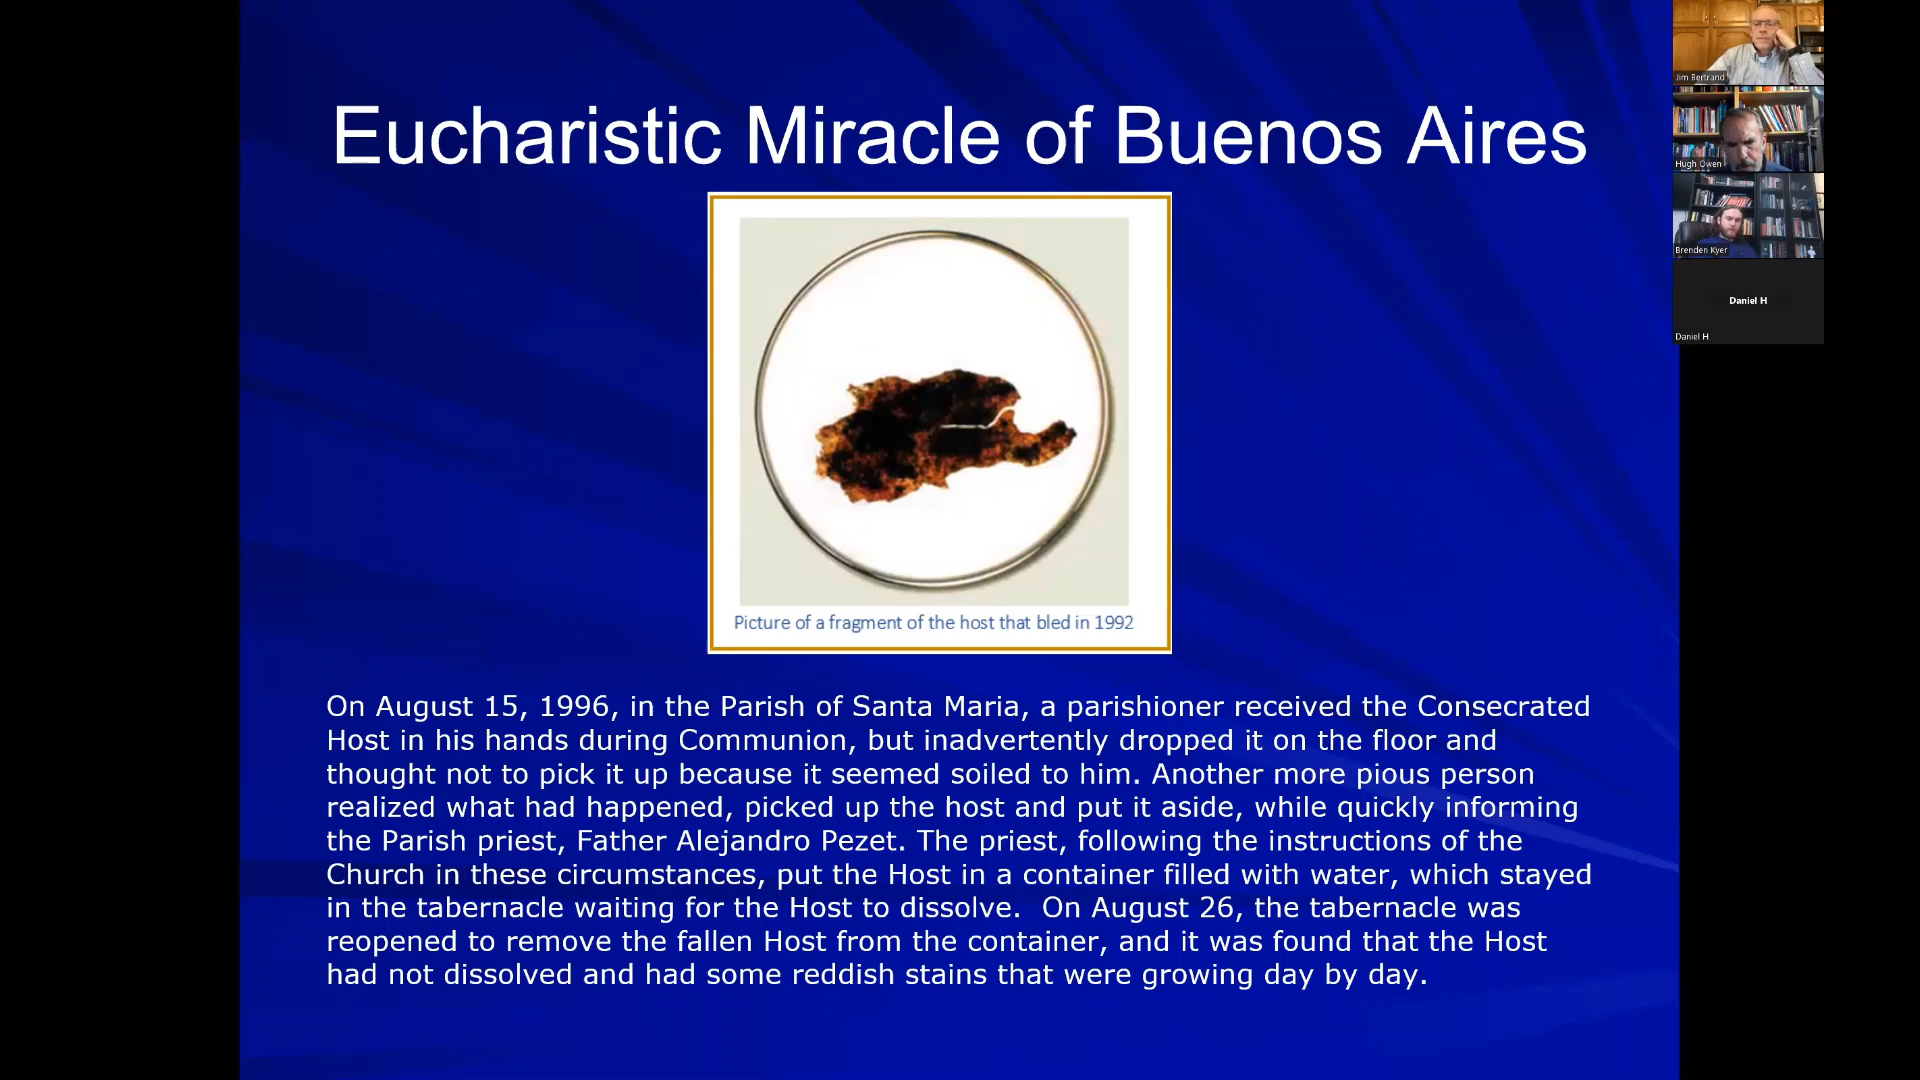 Eucharistic Miracle of Buenos Aires
Picture of a fragment of the host that bled in 1992
On August 15, 1996, in the Parish of Santa Maria, a parishioner received the Consecrated
Host in his hands during Communion, but inadvertently dropped it on the floor and
thought not to pick it up because it seemed soiled to him. Another more pious person
realized what had happened, picked up the host and put it aside, while quickly informing
the Parish priest, Father Alejandro Pezet. The priest, following the instructions of the
Church in these circumstances, put the Host in a container filled with water, which stayed
in the tabernacle waiting for the Host to dissolve.  On August 26, the tabernacle was
reopened to remove the fallen Host from the container, and it was found that the Host
had not dissolved and had some reddish stains that were growing day by day.
Jim Bertrand
Hugh Owen
Brenden Kyer
Daniel H
Daniel H